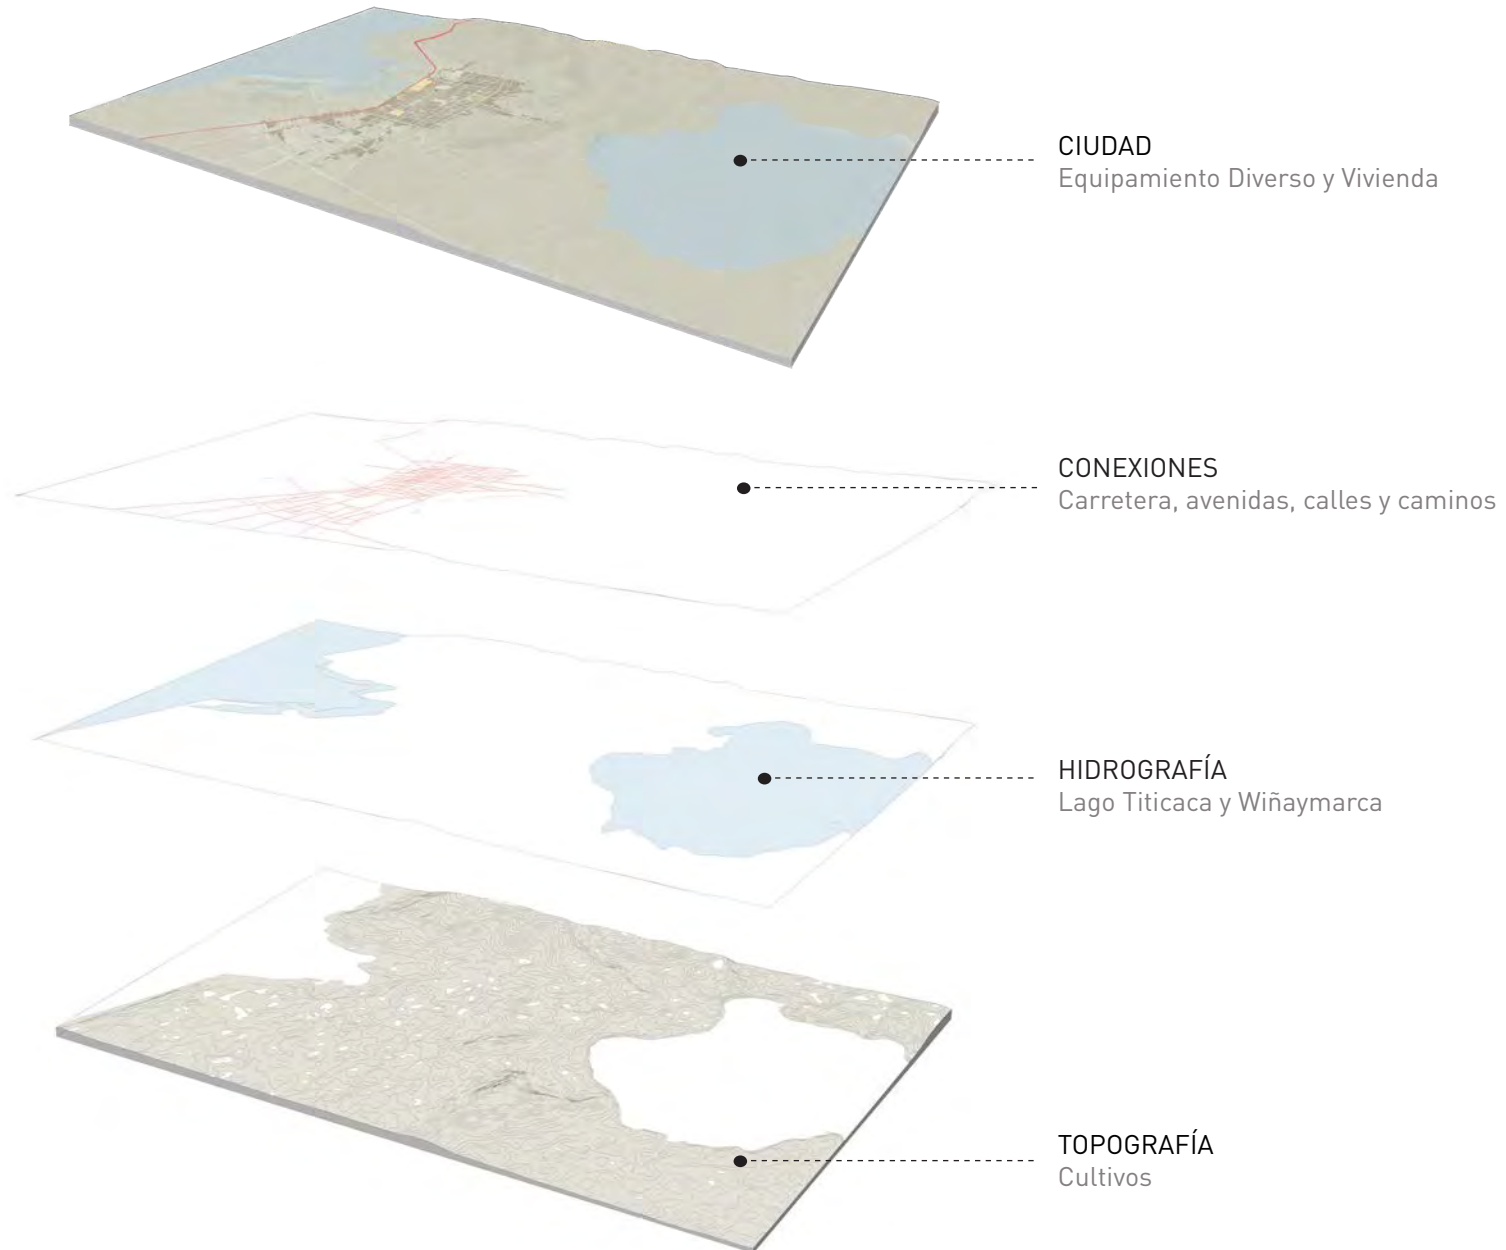 CIUDAD
Equipamiento Diverso y Vivienda
CONEXIONES
Carretera, avenidas, calles y caminos
HIDROGRAFÍA
Lago Titicaca y Wiñaymarca
TOPOGRAFÍA
Cultivos